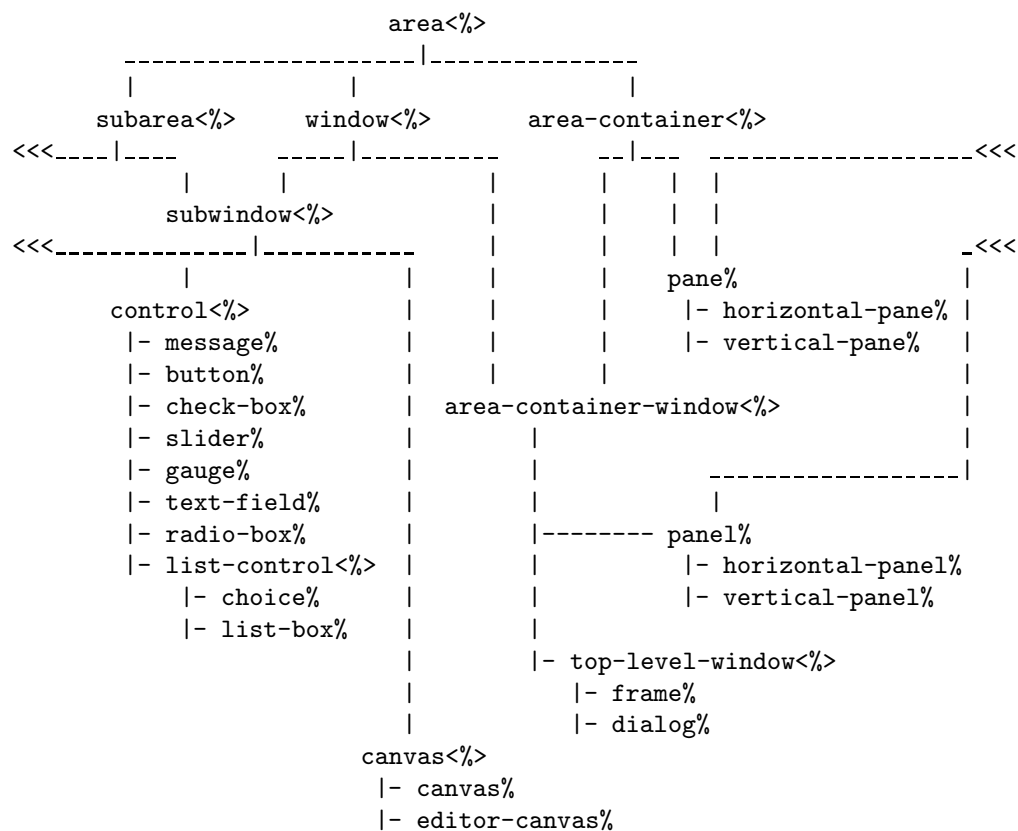 area<%>
subarea<%> window<%> area-container<%>
<<< <<<
subwindow<%>
<<< <<<
pane%
control<%> |- horizontal-pane%
|- message% |- vertical-pane%
|- button%
|- check-box% area-container-window<%>
|- slider%
|- gauge%
|- text-field%
|- radio-box% |-------- panel%
|- list-control<%> |- horizontal-panel%
|- choice% |- vertical-panel%
|- list-box%
|- top-level-window<%>
|- frame%
|- dialog%
canvas<%>
|- canvas%
|- editor-canvas%